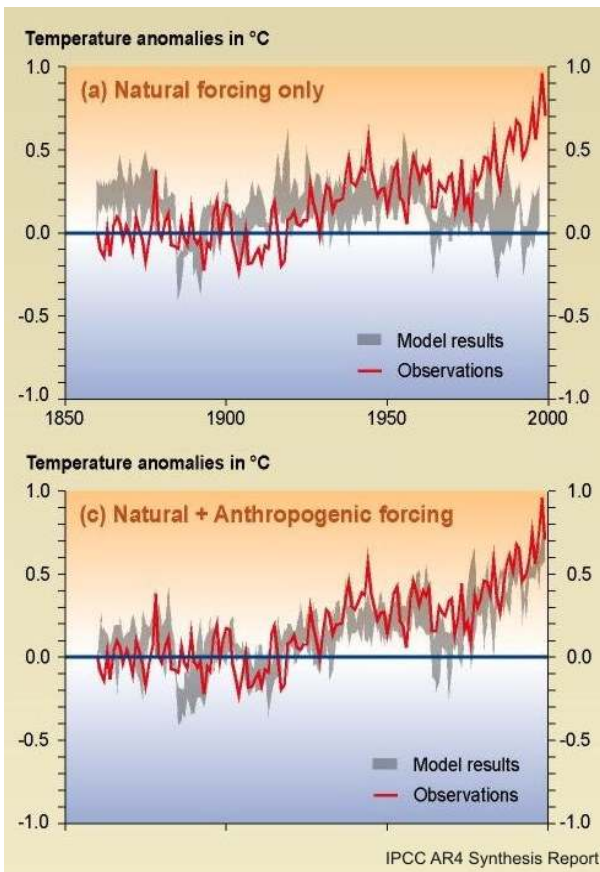 Temperature anomalies in °C
1.0 1.0
(a) Natural forcing only
0.5 0.5
0.0 0.0
-0.5 -0.5
Model results
Observations
-1.0 -1.0
1850 1900 1950 2000
Temperature anomalies in °C
1.0 1.0
(c) Natural + Anthropogenic forcing
0.5 0.5
0.0 0.0
-0.5 -0.5
Model results
Observations
-1.0 -1.0
IPCC AR4 Synthesis Report